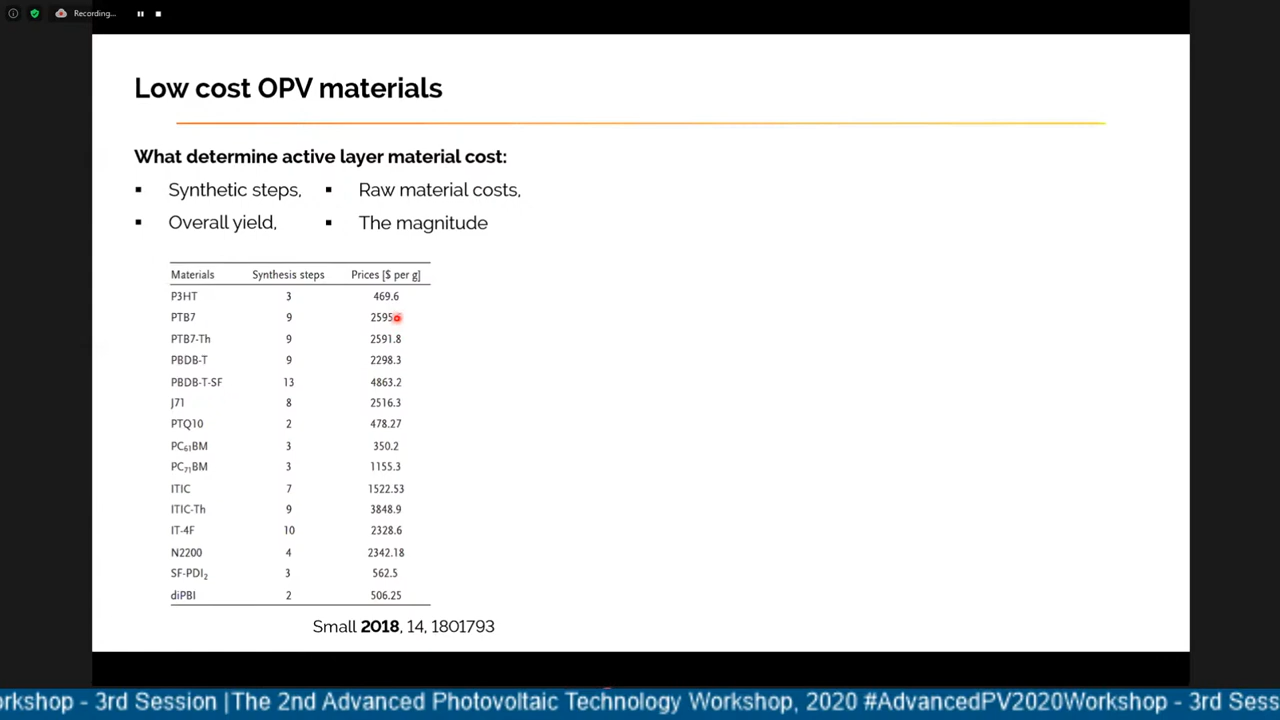 Recording...
Low cost OPV materials
What determine active layer material cost:
▪ Synthetic steps, ▪ Raw material costs,
▪ Overall yield, ▪ The magnitude
Materials Synthesis steps Prices [$ per g]
P3HT 3 469.6
PTB7 9 2595
PTB7-Th 9 2591.8
PBDB-T 9 2298.3
PBDB-T-SF 13 4863.2
J71 8 2516.3
PTQ10 2 478.27
PC₆₁BM 3 350.2
PC₇₁BM 3 1155.3
ITIC 7 1522.53
ITIC-Th 9 3848.9
IT-4F 10 2328.6
N2200 4 2342.18
SF-PDI₂ 3 562.5
diPBI 2 506.25
Small 2018, 14, 1801793
orkshop - 3rd Session |The 2nd Advanced Photovoltaic Technology Workshop, 2020 #AdvancedPV2020Workshop - 3rd Sess